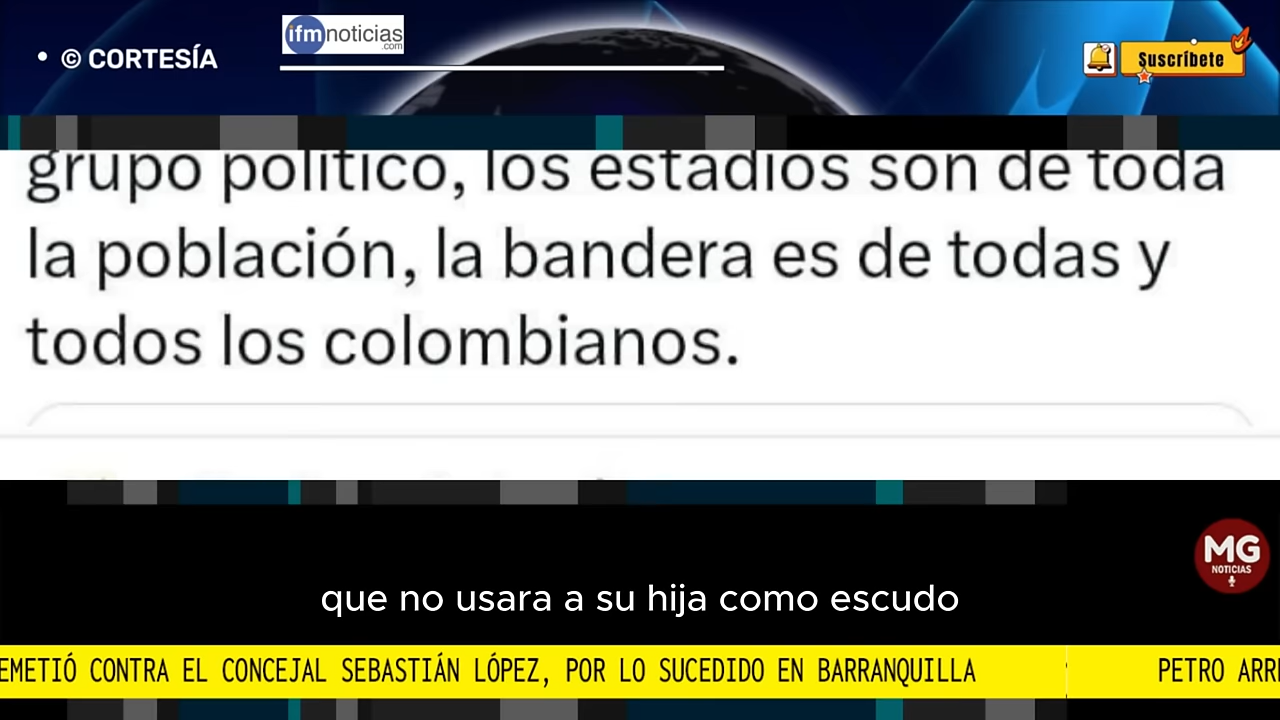 ifmnoticias
.com
• © CORTESÍA
Suscríbete
grupo político, los estadios son de toda
la población, la bandera es de todas y
todos los colombianos.
MG
NOTICIAS
que no usara a su hija como escudo
EMETIÓ CONTRA EL CONCEJAL SEBASTIÁN LÓPEZ, POR LO SUCEDIDO EN BARRANQUILLA
PETRO ARR